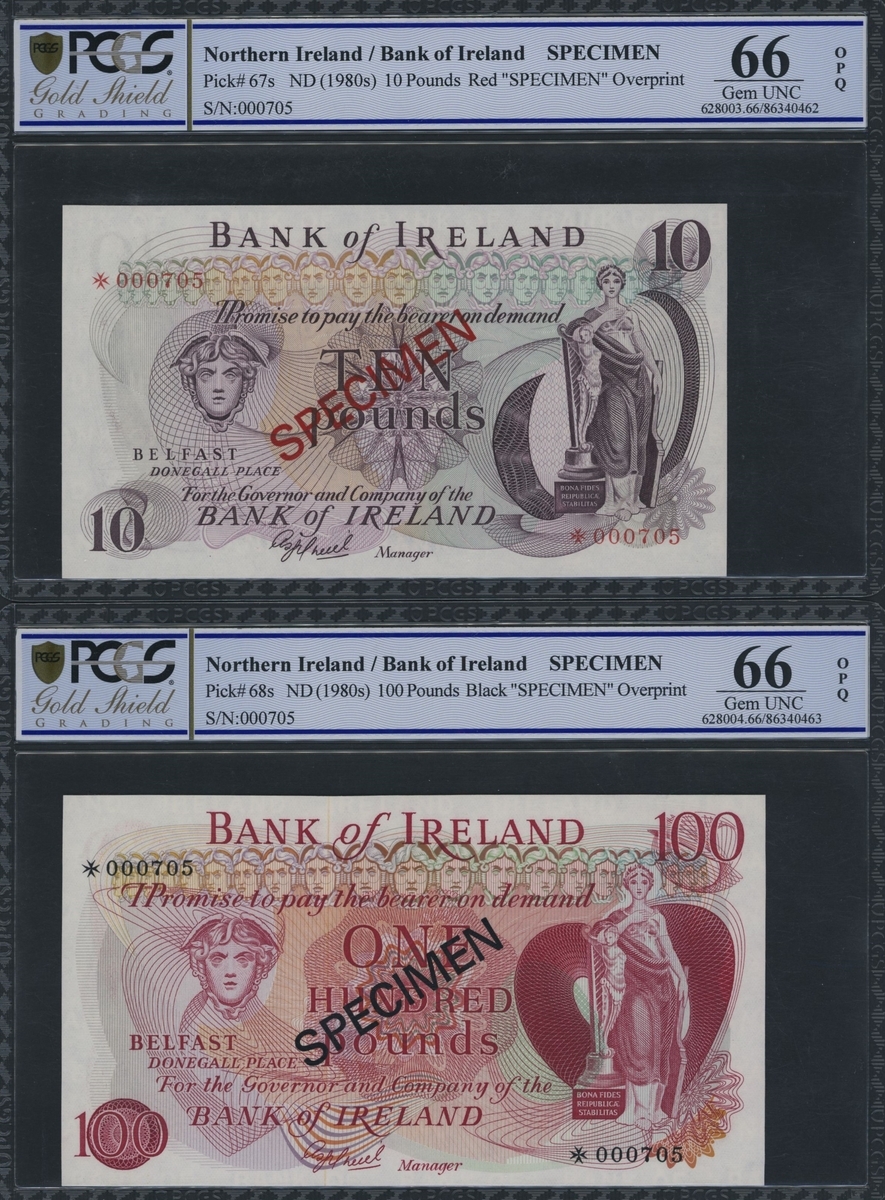 PCGS
Gold Shield
GRADING
Northern Ireland / Bank of Ireland SPECIMEN
Pick# 67s ND (1980s) 10 Pounds Red "SPECIMEN" Overprint
S/N:000705
66
Gem UNC
628003.66/86340462
OPQ
BANK of IRELAND
10
*000705
I Promise to pay the bearer on demand
TEN
pounds
SPECIMEN
BELFAST
DONEGALL PLACE
For the Governor and Company of the
BANK of IRELAND
10
Manager
BONA FIDES
REIPUBLICÆ
STABILITAS
*000705
PCGS
PCGS
Gold Shield
GRADING
Northern Ireland / Bank of Ireland SPECIMEN
Pick# 68s ND (1980s) 100 Pounds Black "SPECIMEN" Overprint
S/N:000705
66
Gem UNC
628004.66/86340463
OPQ
BANK of IRELAND
100
*000705
I Promise to pay the bearer on demand
ONE
HUNDRED
pounds
SPECIMEN
BELFAST
DONEGALL PLACE
For the Governor and Company of the
BANK of IRELAND
100
Manager
BONA FIDES
REIPUBLICÆ
STABILITAS
*000705